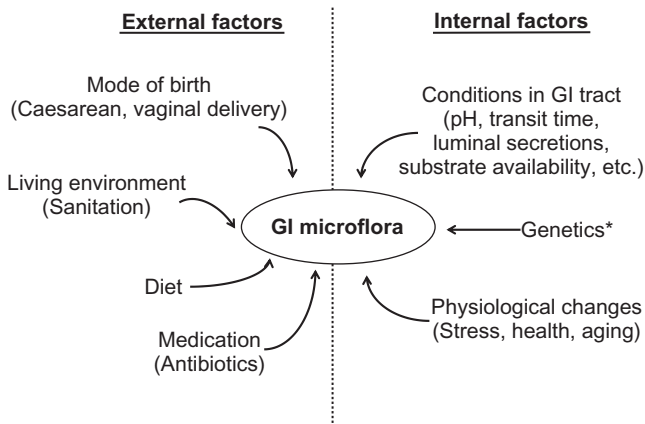 External factors
Internal factors
Mode of birth
(Caesarean, vaginal delivery)
Conditions in GI tract
(pH, transit time,
luminal secretions,
substrate availability, etc.)
Living environment
(Sanitation)
GI microflora
Genetics*
Diet
Physiological changes
(Stress, health, aging)
Medication
(Antibiotics)